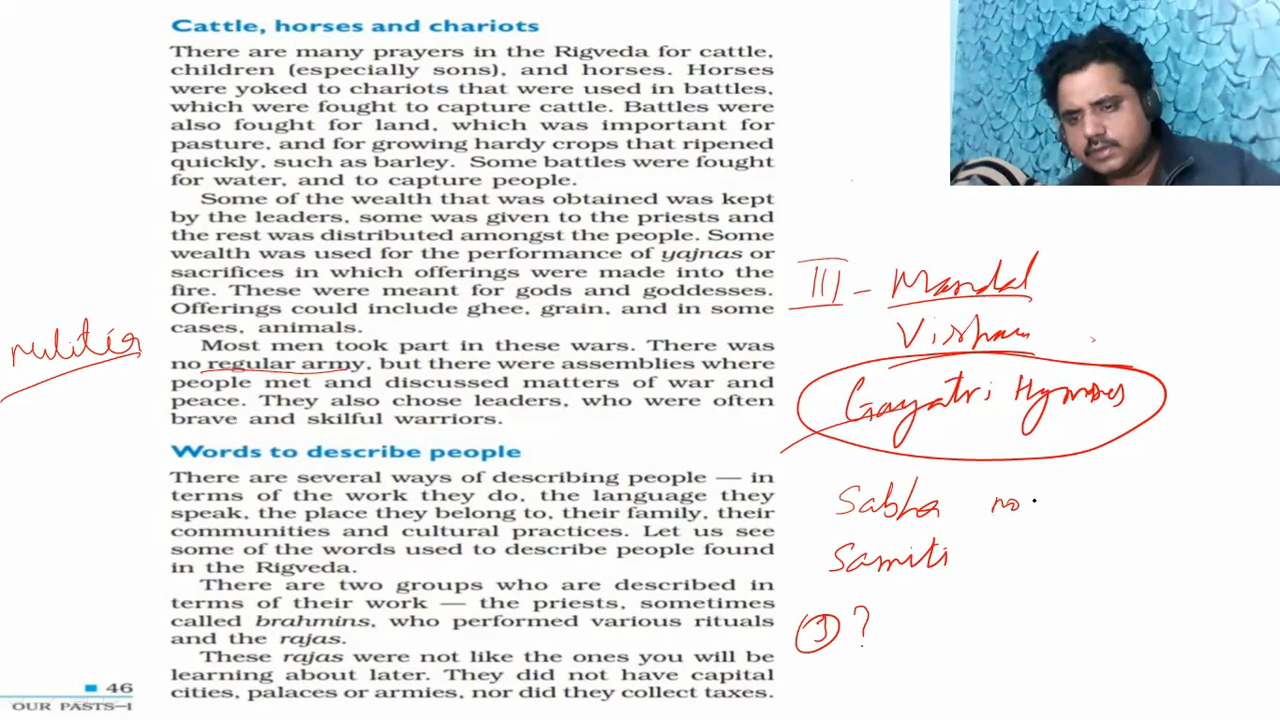 Cattle, horses and chariots
There are many prayers in the Rigveda for cattle,
children (especially sons), and horses. Horses
were yoked to chariots that were used in battles,
which were fought to capture cattle. Battles were
also fought for land, which was important for
pasture, and for growing hardy crops that ripened
quickly, such as barley. Some battles were fought
for water, and to capture people.
Some of the wealth that was obtained was kept
by the leaders, some was given to the priests and
the rest was distributed amongst the people. Some
wealth was used for the performance of yajnas or
sacrifices in which offerings were made into the
fire. These were meant for gods and goddesses.
Offerings could include ghee, grain, and in some
cases, animals.
Most men took part in these wars. There was
no regular army, but there were assemblies where
people met and discussed matters of war and
peace. They also chose leaders, who were often
brave and skilful warriors.
Words to describe people
There are several ways of describing people — in
terms of the work they do, the language they
speak, the place they belong to, their family, their
communities and cultural practices. Let us see
some of the words used to describe people found
in the Rigveda.
There are two groups who are described in
terms of their work — the priests, sometimes
called brahmins, who performed various rituals
and the rajas.
These rajas were not like the ones you will be
learning about later. They did not have capital
cities, palaces or armies, nor did they collect taxes.
46
OUR PASTS–I
militia
III - Mandal
Gayatri Hymns
Sabha no
Samiti
?